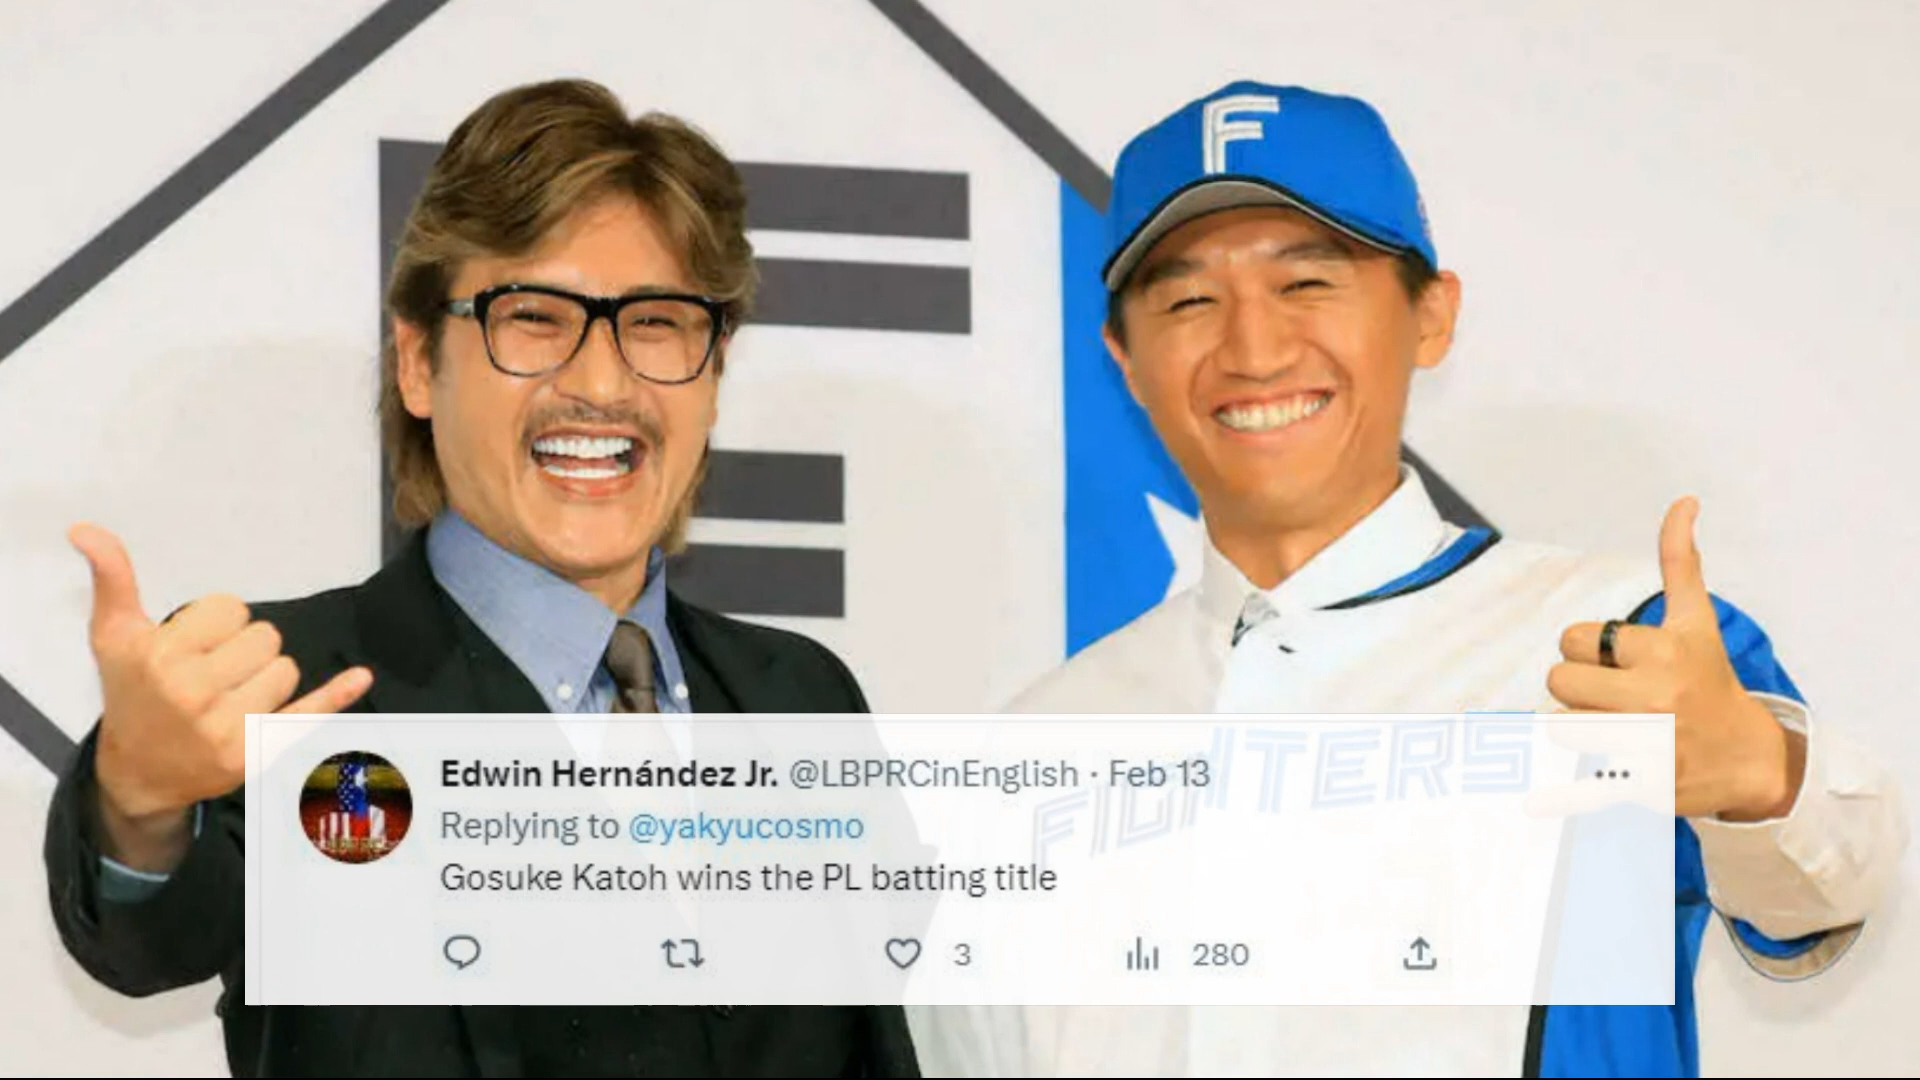 F
FIGHTERS
Edwin Hernández Jr. @LBPRCinEnglish · Feb 13
Replying to @yakyucosmo
Gosuke Katoh wins the PL batting title
3
280